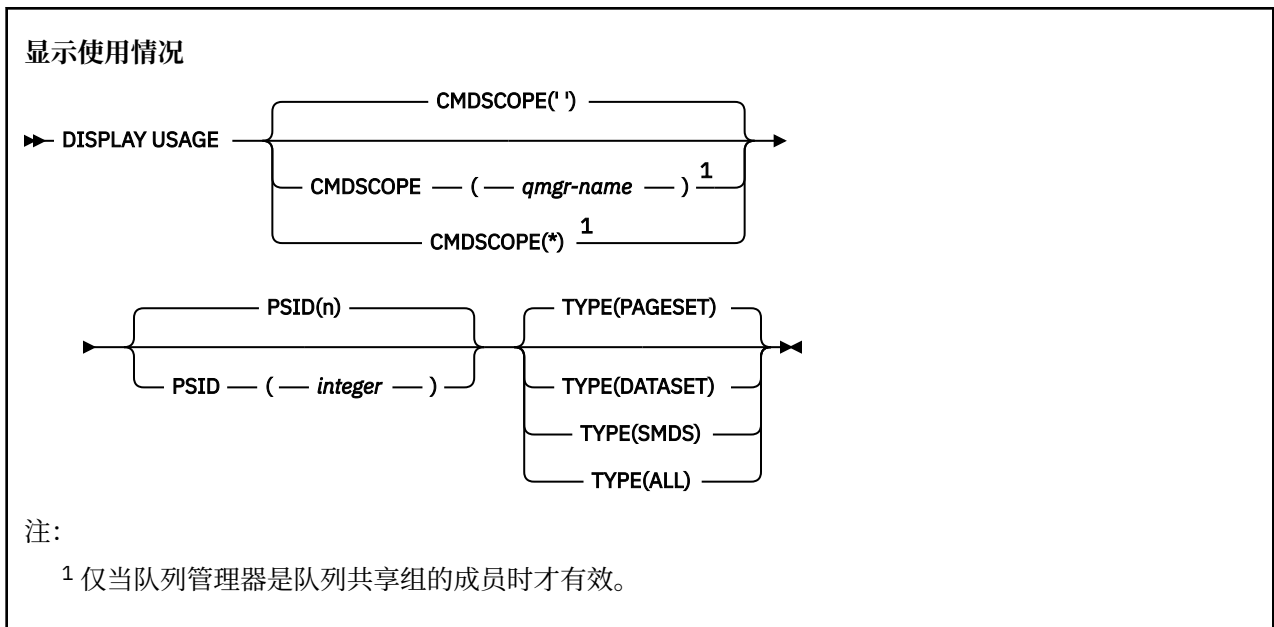 显示使用情况
CMDSCOPE(' ')
DISPLAY USAGE
CMDSCOPE ( qmgr-name ) 1
CMDSCOPE(*) 1
PSID(n) TYPE(PAGESET)
PSID ( integer ) TYPE(DATASET)
TYPE(SMDS)
TYPE(ALL)
注：
1 仅当队列管理器是队列共享组的成员时才有效。